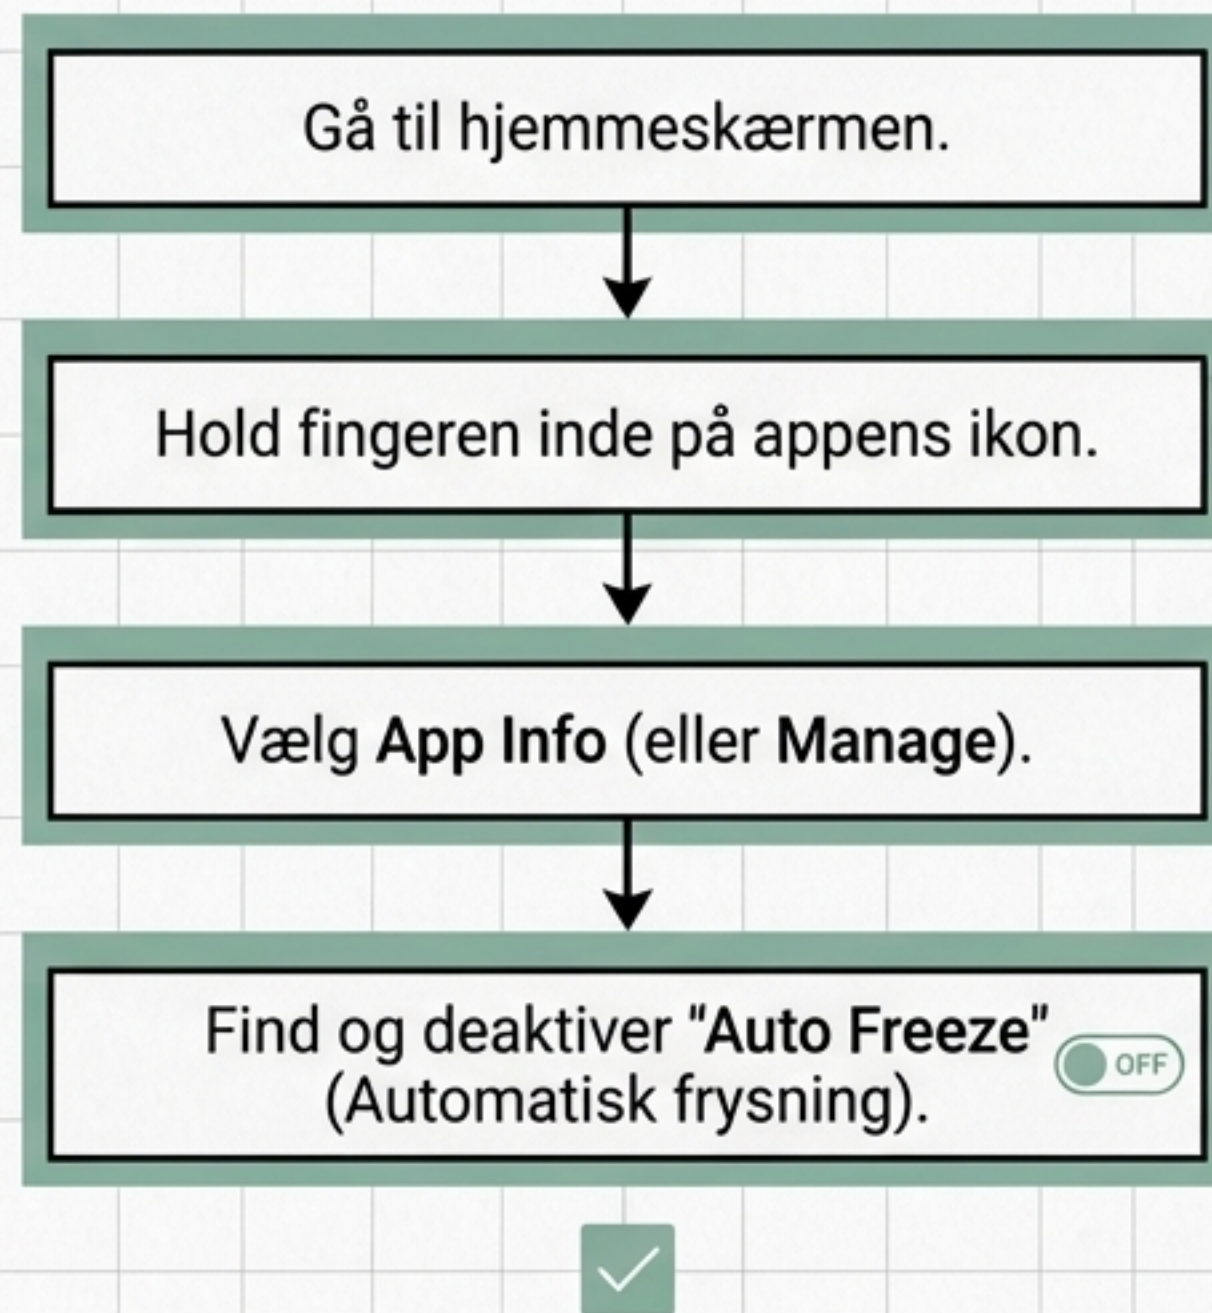 Gå til hjemmeskærmen.
Hold fingeren inde på appens ikon.
Vælg App Info (eller Manage).
Find og deaktiver "Auto Freeze"
(Automatisk frysning).
OFF